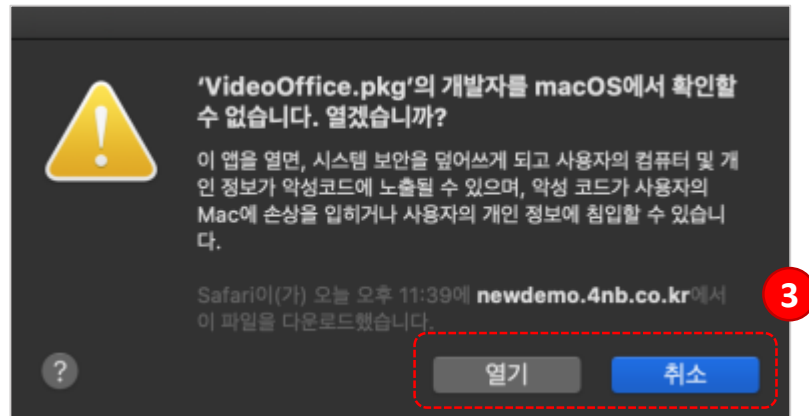 'VideoOffice.pkg'의 개발자를 macOS에서 확인할
수 없습니다. 열겠습니까?
이 앱을 열면, 시스템 보안을 덮어쓰게 되고 사용자의 컴퓨터 및 개
인 정보가 악성코드에 노출될 수 있으며, 악성 코드가 사용자의
Mac에 손상을 입히거나 사용자의 개인 정보에 침입할 수 있습니
다.
Safari이(가) 오늘 오후 11:39에 newdemo.4nb.co.kr에서
이 파일을 다운로드했습니다.
3
?
열기
취소